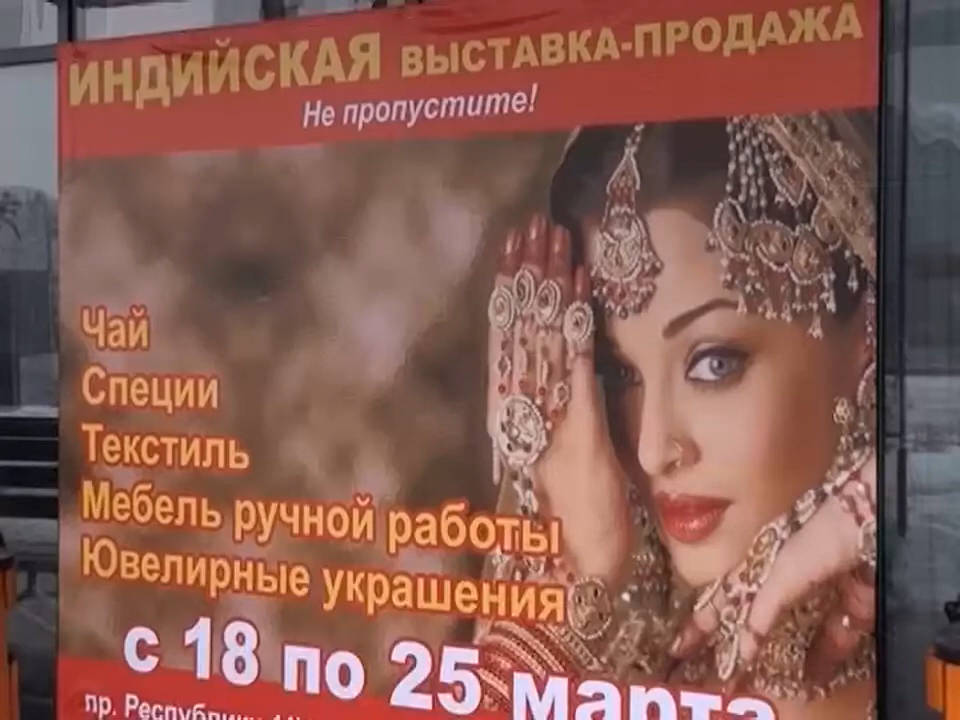 ИНДИЙСКАЯ ВЫСТАВКА-ПРОДАЖА
Не пропустите!
Чай
Специи
Текстиль
Мебель ручной работы
Ювелирные украшения
с 18 по 25 марта
пр. Республики